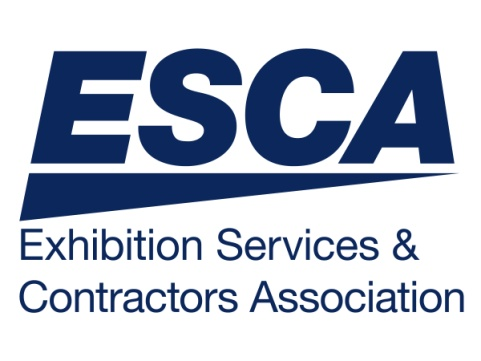 ESCA
Exhibition Services &
Contractors Association